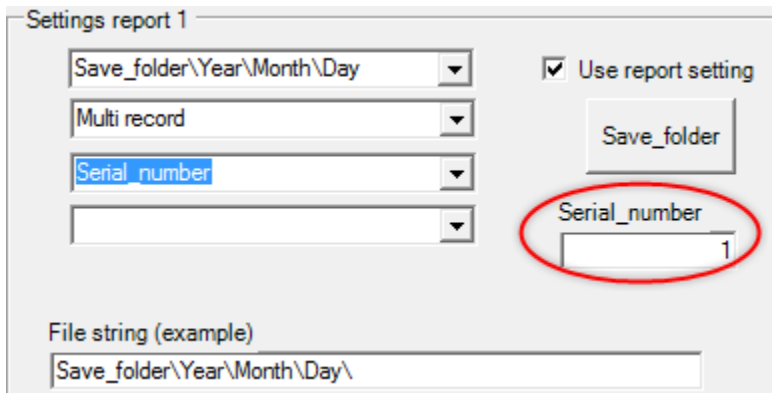 Settings report 1
Save_folder\Year\Month\Day
Use report setting
Multi record
Save_folder
Serial_number
Serial_number
1
File string (example)
Save_folder\Year\Month\Day\